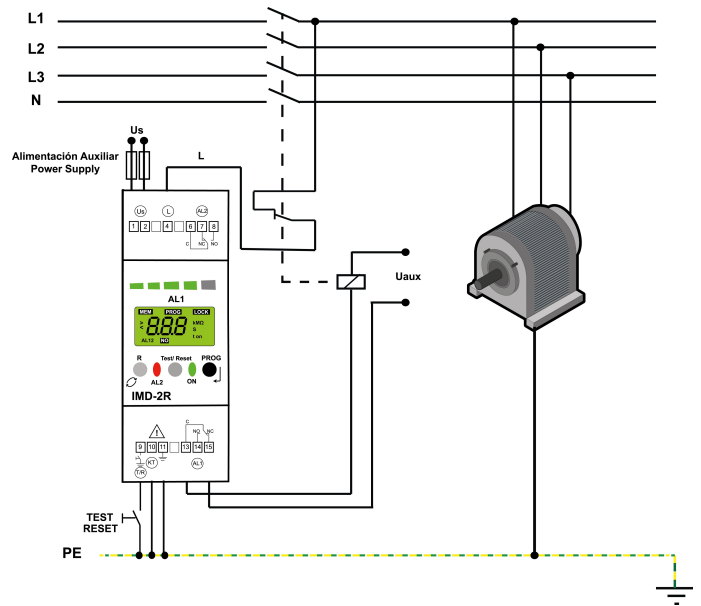 L1
L2
L3
N
Us
Alimentación Auxiliar
Power Supply
L
Us L AL2
1 2 4 6 7 8
C NC NO
AL1
MEM PROG LOCK
8.8.8 kMΩ
S
t on
AL12 NO
R Test/ Reset PROG
AL2 ON
IMD-2R
Uaux
C
NO NC
9 10 11 13 14 15
T/R KT AL1
TEST
RESET
PE